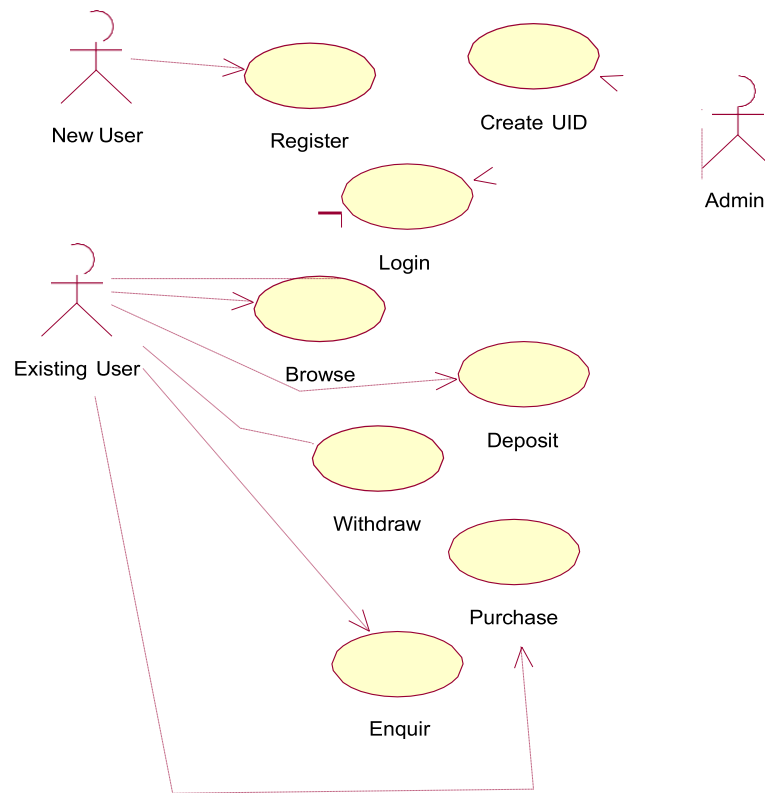 Create UID
New User
Register
Admin
Login
Existing User
Browse
Deposit
Withdraw
Purchase
Enquir